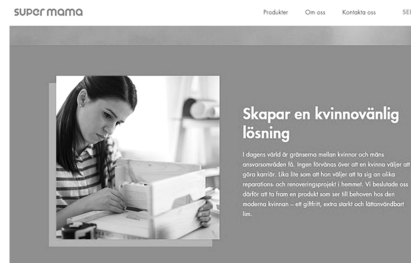 super mama
Produkter Om oss Kontakta oss SE
Skapar en kvinnovänlig
lösning
I dagens värld är gränserna mellan kvinnor och mäns
ansvarsområden få. Ingen förvånas över att en kvinna väljer att
göra karriär. Lika lite som att hon väljer att ta sig an olika
reparations- och renoveringsprojekt i hemmet. Vi beslutade oss
därför att ta fram en produkt som ser till behoven hos den
moderna kvinnan – ett giftfritt, extra starkt och lättanvändbart
lim.